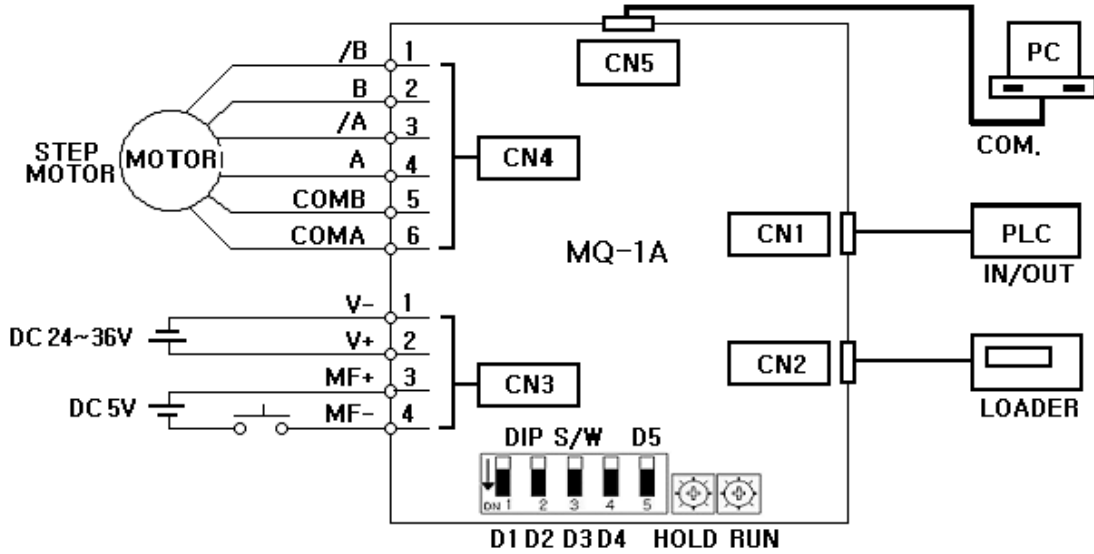 /B 1
B 2
/A 3
A 4
COMB 5
COMA 6
STEP
MOTOR
MOTOR
CN4
CN5
PC
COM.
MQ-1A
CN1
PLC
IN/OUT
CN2
LOADER
V- 1
V+ 2
MF+ 3
MF- 4
DC 24~36V
DC 5V
CN3
DIP S/W D5
DN 1 2 3 4 5
D1 D2 D3 D4 HOLD RUN